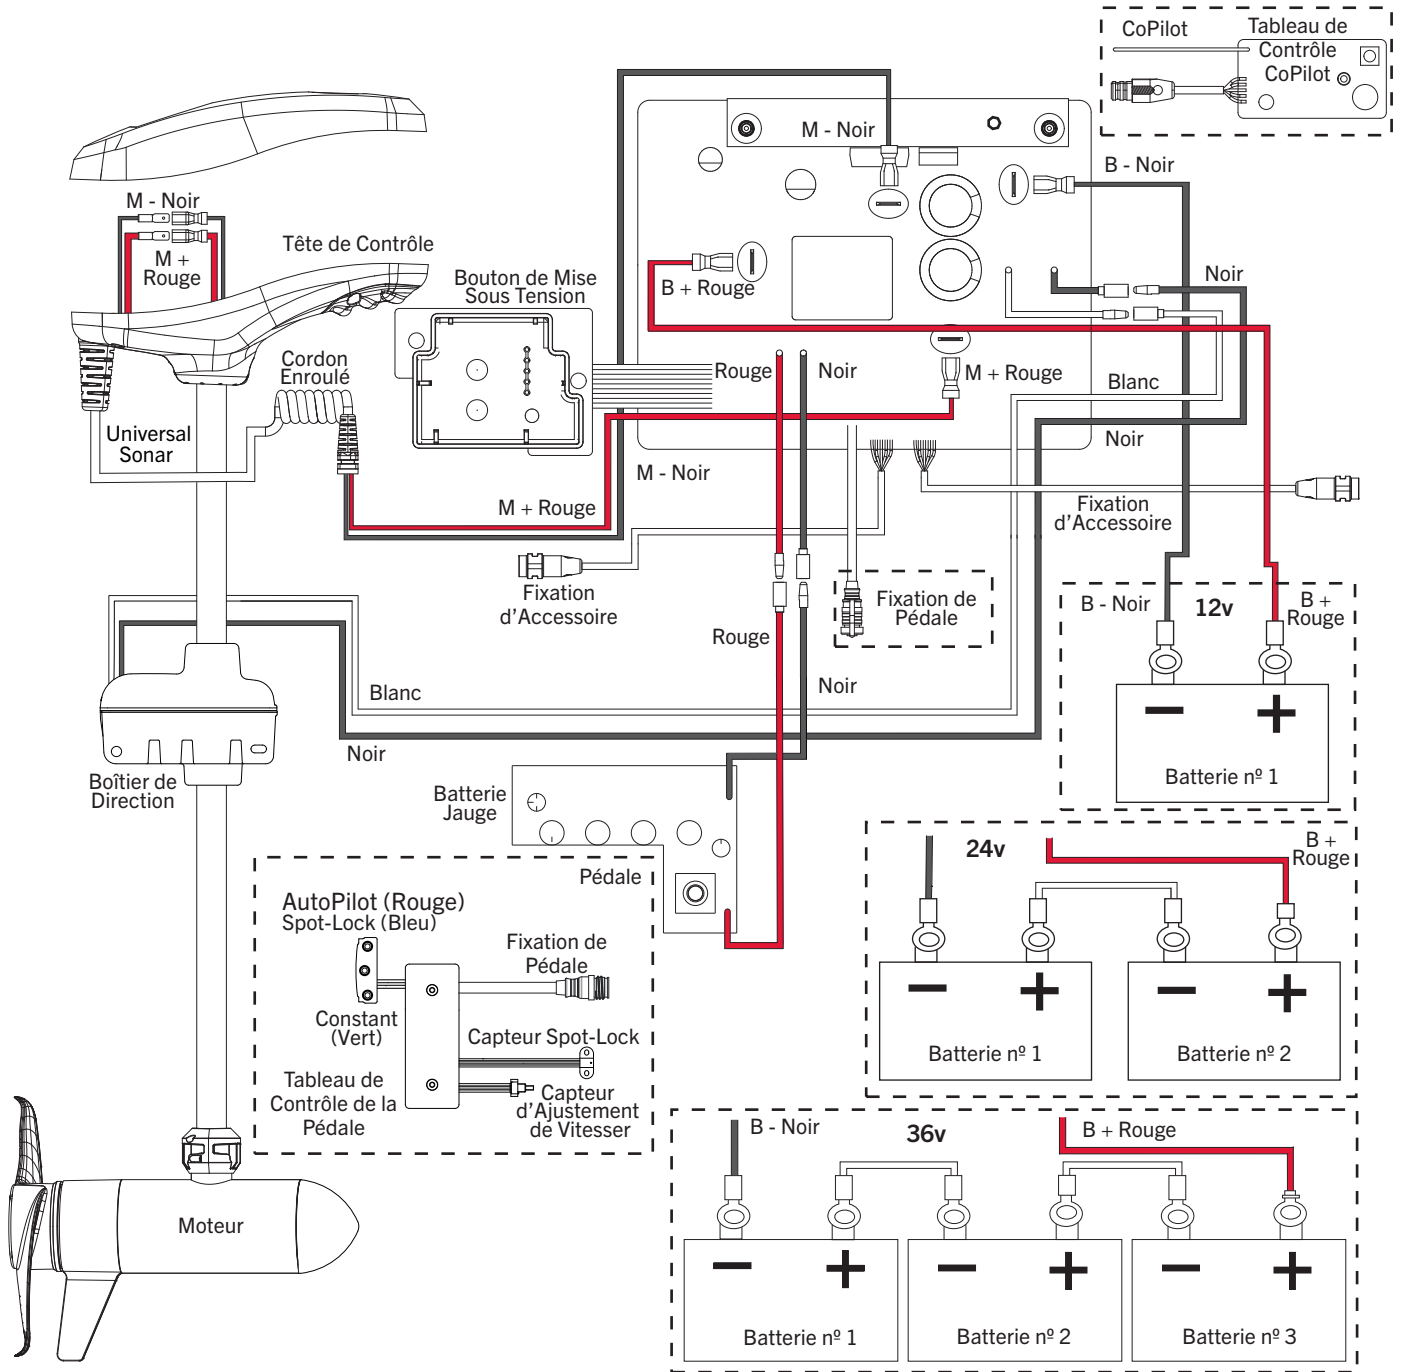 CoPilot
Tableau de
Contrôle
CoPilot
M - Noir
B - Noir
M - Noir
M +
Rouge
Tête de Contrôle
Bouton de Mise
Sous Tension
B + Rouge
Noir
Cordon
Enroulé
Rouge
Noir
M + Rouge
Blanc
Universal
Sonar
Noir
M - Noir
M + Rouge
Fixation
d'Accessoire
Fixation
d'Accessoire
Fixation de
Pédale
B - Noir
12v
B +
Rouge
Rouge
Noir
Blanc
Noir
Batterie nº 1
Boîtier de
Direction
Batterie
Jauge
Pédale
24v
B +
Rouge
Batterie nº 1
Batterie nº 2
AutoPilot (Rouge)
Spot-Lock (Bleu)
Fixation de
Pédale
Constant
(Vert)
Capteur Spot-Lock
Tableau de
Contrôle de la
Pédale
Capteur
d'Ajustement
de Vitesser
B - Noir
36v
B + Rouge
Moteur
Batterie nº 1
Batterie nº 2
Batterie nº 3